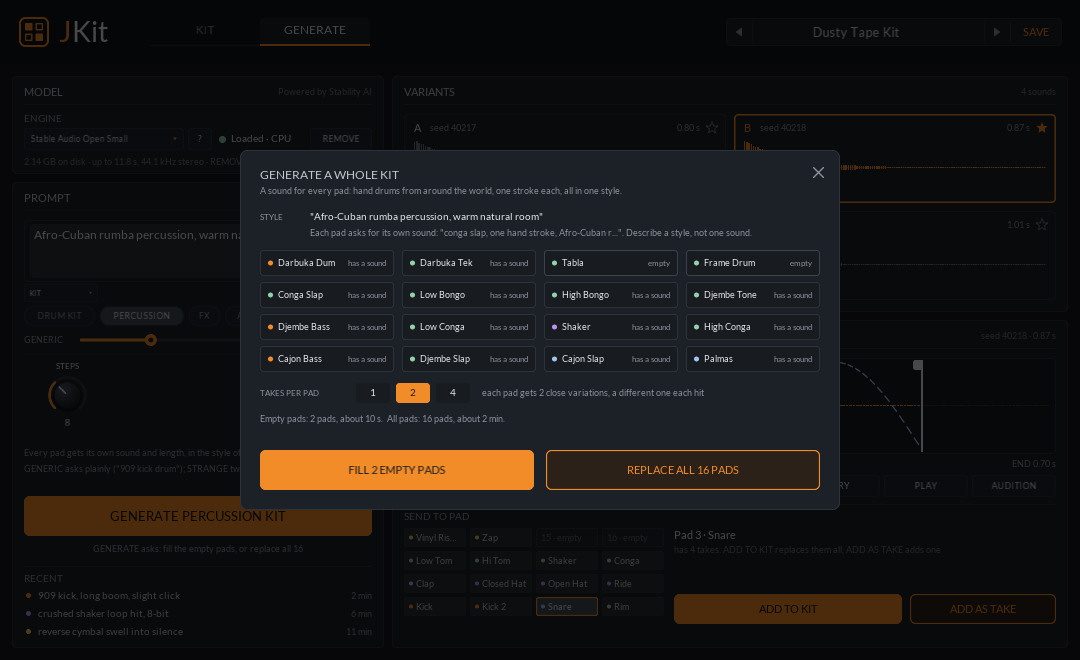 JKit
KIT
GENERATE
Dusty Tape Kit
SAVE
MODEL
Powered by Stability AI
ENGINE
Stable Audio Open Small
?
Loaded · CPU
REMOVE
2.14 GB on disk · up to 11.8 s, 44.1 kHz stereo · REMOV
VARIANTS
4 sounds
A seed 40217 0.80 s
B seed 40218 0.87 s
1.01 s
PROMPT
Afro-Cuban rumba percussion, warm na
KIT
DRUM KIT
PERCUSSION
FX
GENERIC
STEPS
8
Every pad gets its own sound and length, in the style of
GENERIC asks plainly ("909 kick drum"); STRANGE tw
GENERATE PERCUSSION KIT
GENERATE asks: fill the empty pads, or replace all 16
RECENT
909 kick, long boom, slight click 2 min
crushed shaker loop hit, 8-bit 6 min
reverse cymbal swell into silence 11 min
GENERATE A WHOLE KIT
A sound for every pad: hand drums from around the world, one stroke each, all in one style.
STYLE
"Afro-Cuban rumba percussion, warm natural room"
Each pad asks for its own sound: "conga slap, one hand stroke, Afro-Cuban r...". Describe a style, not one sound.
Darbuka Dum has a sound
Darbuka Tek has a sound
Tabla empty
Frame Drum empty
Conga Slap has a sound
Low Bongo has a sound
High Bongo has a sound
Djembe Tone has a sound
Djembe Bass has a sound
Low Conga has a sound
Shaker has a sound
High Conga has a sound
Cajon Bass has a sound
Djembe Slap has a sound
Cajon Slap has a sound
Palmas has a sound
TAKES PER PAD
1
2
4
each pad gets 2 close variations, a different one each hit
Empty pads: 2 pads, about 10 s. All pads: 16 pads, about 2 min.
FILL 2 EMPTY PADS
REPLACE ALL 16 PADS
seed 40218 · 0.87 s
END 0.70 s
RY
PLAY
AUDITION
SEND TO PAD
Vinyl Ris...
Zap
15 · empty
16 · empty
Low Tom
Hi Tom
Shaker
Conga
Clap
Closed Hat
Open Hat
Ride
Kick
Kick 2
Snare
Rim
Pad 3 · Snare
has 4 takes: ADD TO KIT replaces them all, ADD AS TAKE adds one
ADD TO KIT
ADD AS TAKE